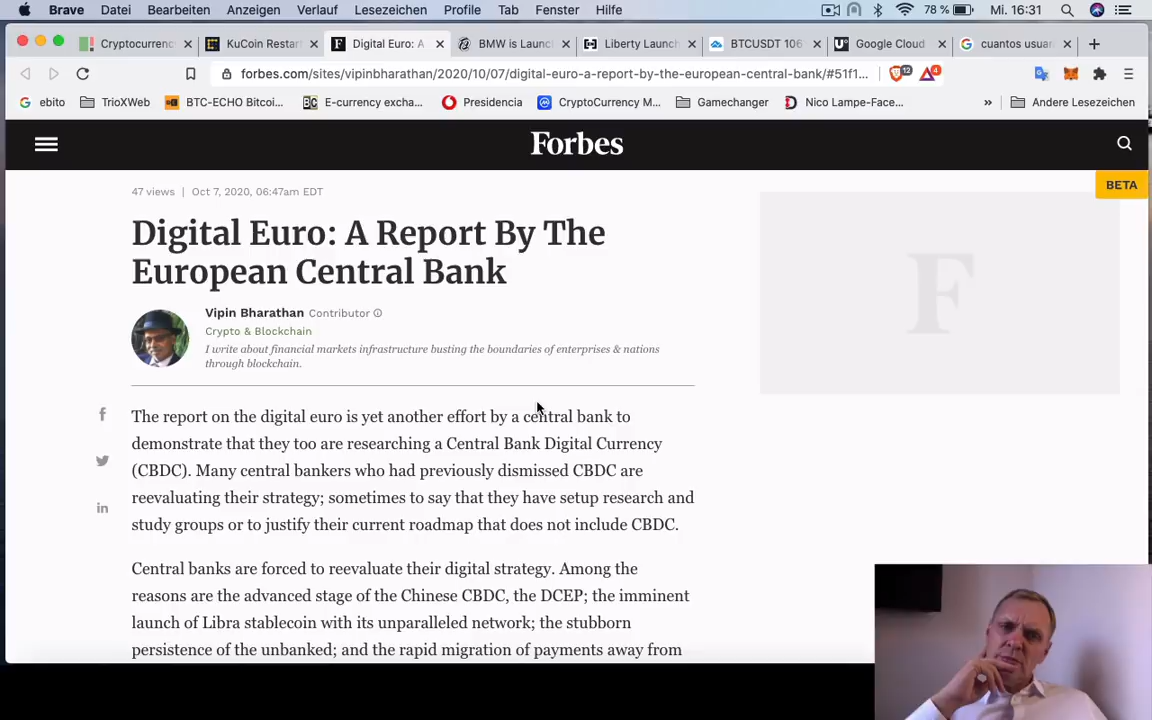 Brave Datei Bearbeiten Anzeigen Verlauf Lesezeichen Profile Tab Fenster Hilfe 78 % Mi. 16:31
Cryptocurrenc KuCoin Restar Digital Euro: A BMW is Launc Liberty Launch BTCUSDT 106 Google Cloud cuantos usuar
forbes.com/sites/vipinbharathan/2020/10/07/digital-euro-a-report-by-the-european-central-bank/#51f1... 12 4
ebito TrioXWeb BTC-ECHO Bitcoi... E-currency excha... Presidencia CryptoCurrency M... Gamechanger Nico Lampe-Face... » Andere Lesezeichen
Forbes
BETA
47 views | Oct 7, 2020, 06:47am EDT
Digital Euro: A Report By The
European Central Bank
Vipin Bharathan Contributor
Crypto & Blockchain
I write about financial markets infrastructure busting the boundaries of enterprises & nations
through blockchain.
The report on the digital euro is yet another effort by a central bank to
demonstrate that they too are researching a Central Bank Digital Currency
(CBDC). Many central bankers who had previously dismissed CBDC are
reevaluating their strategy; sometimes to say that they have setup research and
study groups or to justify their current roadmap that does not include CBDC.
Central banks are forced to reevaluate their digital strategy. Among the
reasons are the advanced stage of the Chinese CBDC, the DCEP; the imminent
launch of Libra stablecoin with its unparalleled network; the stubborn
persistence of the unbanked; and the rapid migration of payments away from
F